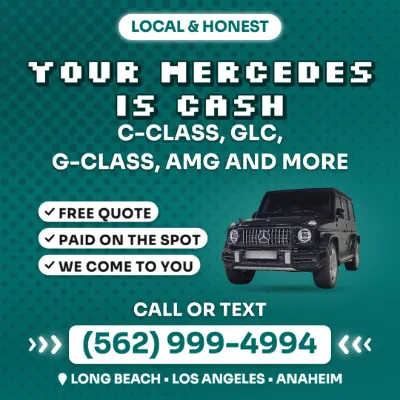 LOCAL & HONEST
YOUR MERCEDES
IS CASH
C-CLASS, GLC,
G-CLASS, AMG AND MORE
FREE QUOTE
PAID ON THE SPOT
WE COME TO YOU
CALL OR TEXT
(562) 999-4994
LONG BEACH • LOS ANGELES • ANAHEIM